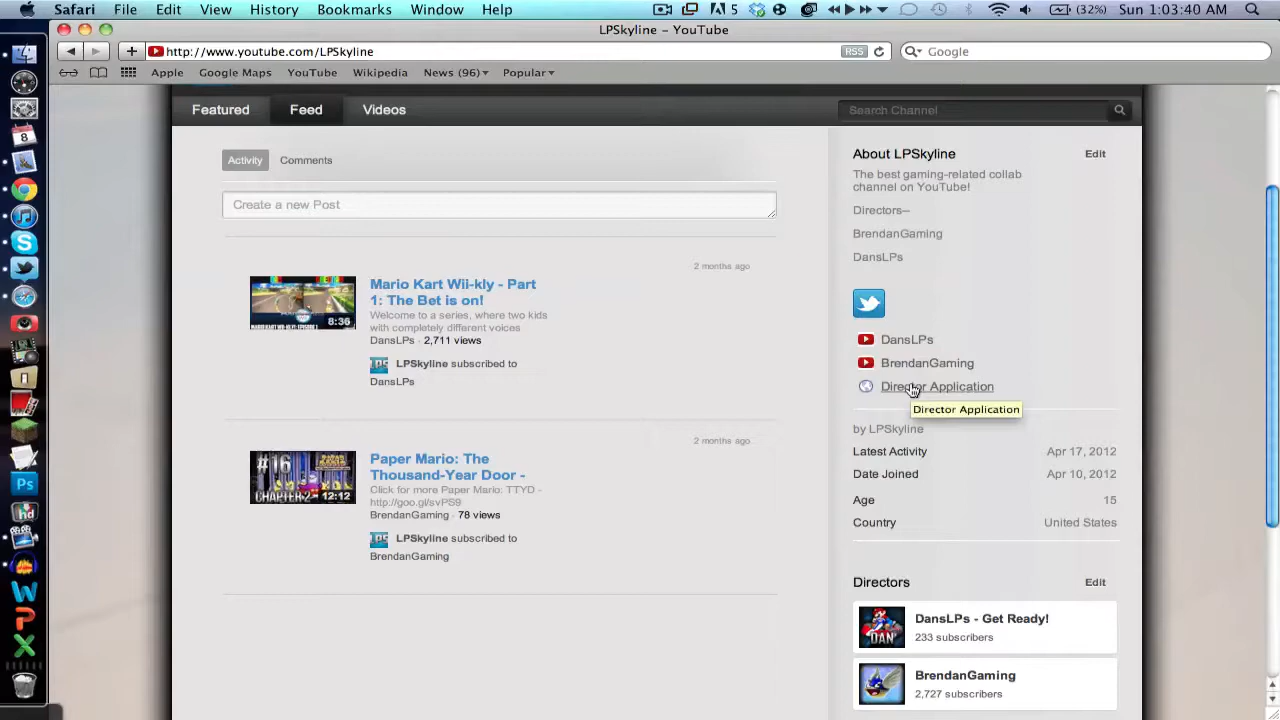 Safari File Edit View History Bookmarks Window Help 5 (32%) Sun 1:03:40 AM
LPSkyline – YouTube
http://www.youtube.com/LPSkyline RSS Google
Apple Google Maps YouTube Wikipedia News (96) Popular
Featured Feed Videos Search Channel
Activity Comments
Create a new Post
2 months ago
Mario Kart Wii-kly - Part
1: The Bet is on!
Welcome to a series, where two kids
with completely different voices
DansLPs · 2,711 views
8:36
LPSkyline subscribed to
DansLPs
2 months ago
Paper Mario: The
Thousand-Year Door -
Click for more Paper Mario: TTYD -
http://goo.gl/svPS9
BrendanGaming · 78 views
#16
CHAPTER 2
12:12
LPSkyline subscribed to
BrendanGaming
About LPSkyline Edit
The best gaming-related collab
channel on YouTube!
Directors–
BrendanGaming
DansLPs
DansLPs
BrendanGaming
Director Application
Director Application
by LPSkyline
Latest Activity Apr 17, 2012
Date Joined Apr 10, 2012
Age 15
Country United States
Directors Edit
DansLPs - Get Ready!
233 subscribers
DAN
BrendanGaming
2,727 subscribers
8
Ps
hd